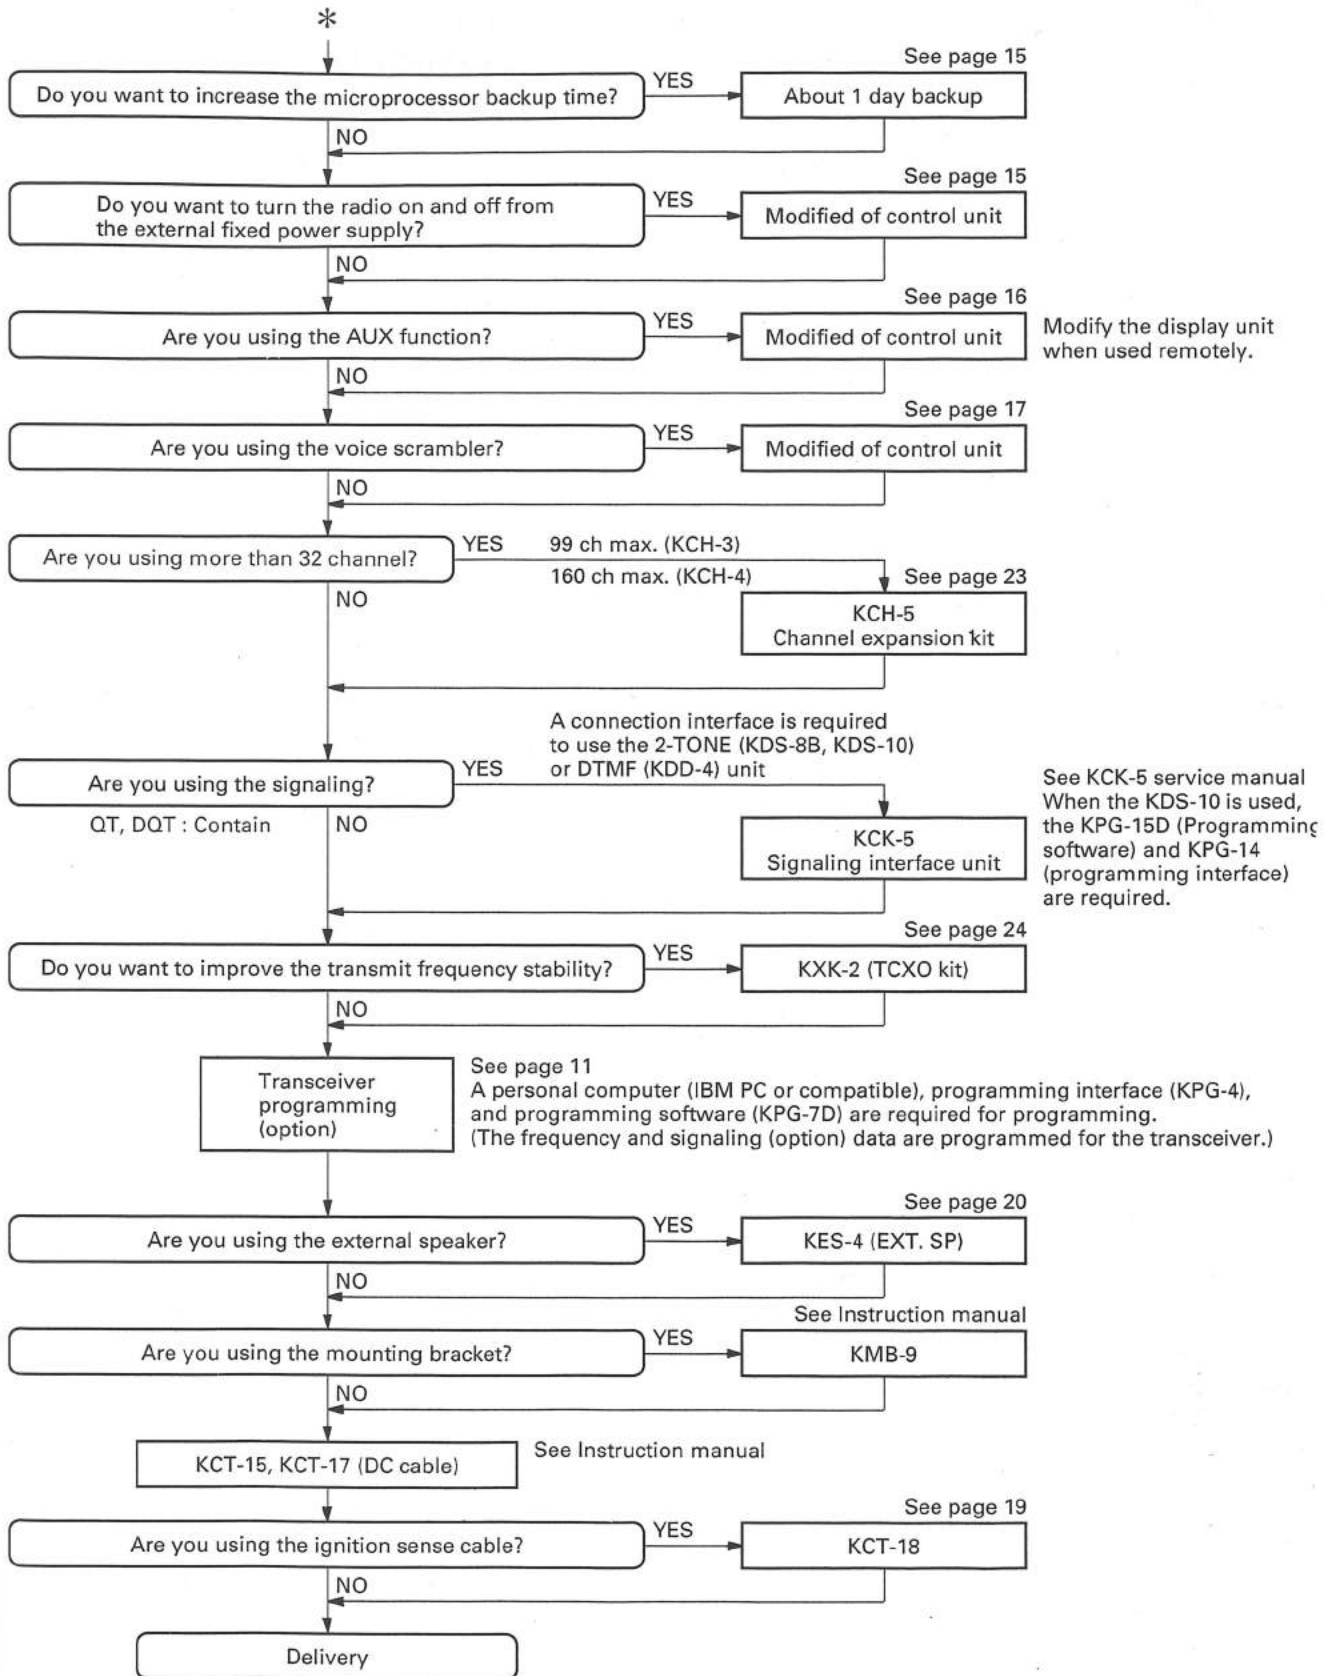 *
See page 15
Do you want to increase the microprocessor backup time?
YES
About 1 day backup
NO
See page 15
Do you want to turn the radio on and off from
the external fixed power supply?
YES
Modified of control unit
NO
See page 16
Are you using the AUX function?
YES
Modified of control unit
Modify the display unit
when used remotely.
NO
See page 17
Are you using the voice scrambler?
YES
Modified of control unit
NO
Are you using more than 32 channel?
YES
99 ch max. (KCH-3)
160 ch max. (KCH-4)
See page 23
NO
KCH-5
Channel expansion kit
A connection interface is required
to use the 2-TONE (KDS-8B, KDS-10)
or DTMF (KDD-4) unit
Are you using the signaling?
YES
QT, DQT : Contain
NO
KCK-5
Signaling interface unit
See KCK-5 service manual
When the KDS-10 is used,
the KPG-15D (Programming
software) and KPG-14
(programming interface)
are required.
See page 24
Do you want to improve the transmit frequency stability?
YES
KXK-2 (TCXO kit)
NO
Transceiver
programming
(option)
See page 11
A personal computer (IBM PC or compatible), programming interface (KPG-4),
and programming software (KPG-7D) are required for programming.
(The frequency and signaling (option) data are programmed for the transceiver.)
See page 20
Are you using the external speaker?
YES
KES-4 (EXT. SP)
NO
See Instruction manual
Are you using the mounting bracket?
YES
KMB-9
NO
KCT-15, KCT-17 (DC cable)
See Instruction manual
See page 19
Are you using the ignition sense cable?
YES
KCT-18
NO
Delivery